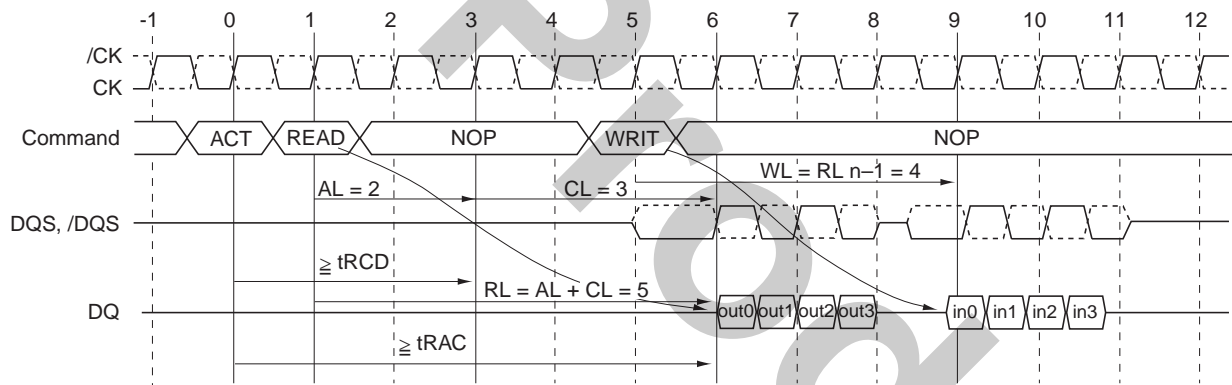 -1 0 1 2 3 4 5 6 7 8 9 10 11 12
/CK
CK
Command ACT READ NOP WRIT NOP
WL = RL n–1 = 4
AL = 2 CL = 3
DQS, /DQS
≧ tRCD
RL = AL + CL = 5
DQ out0 out1 out2 out3 in0 in1 in2 in3
≧ tRAC